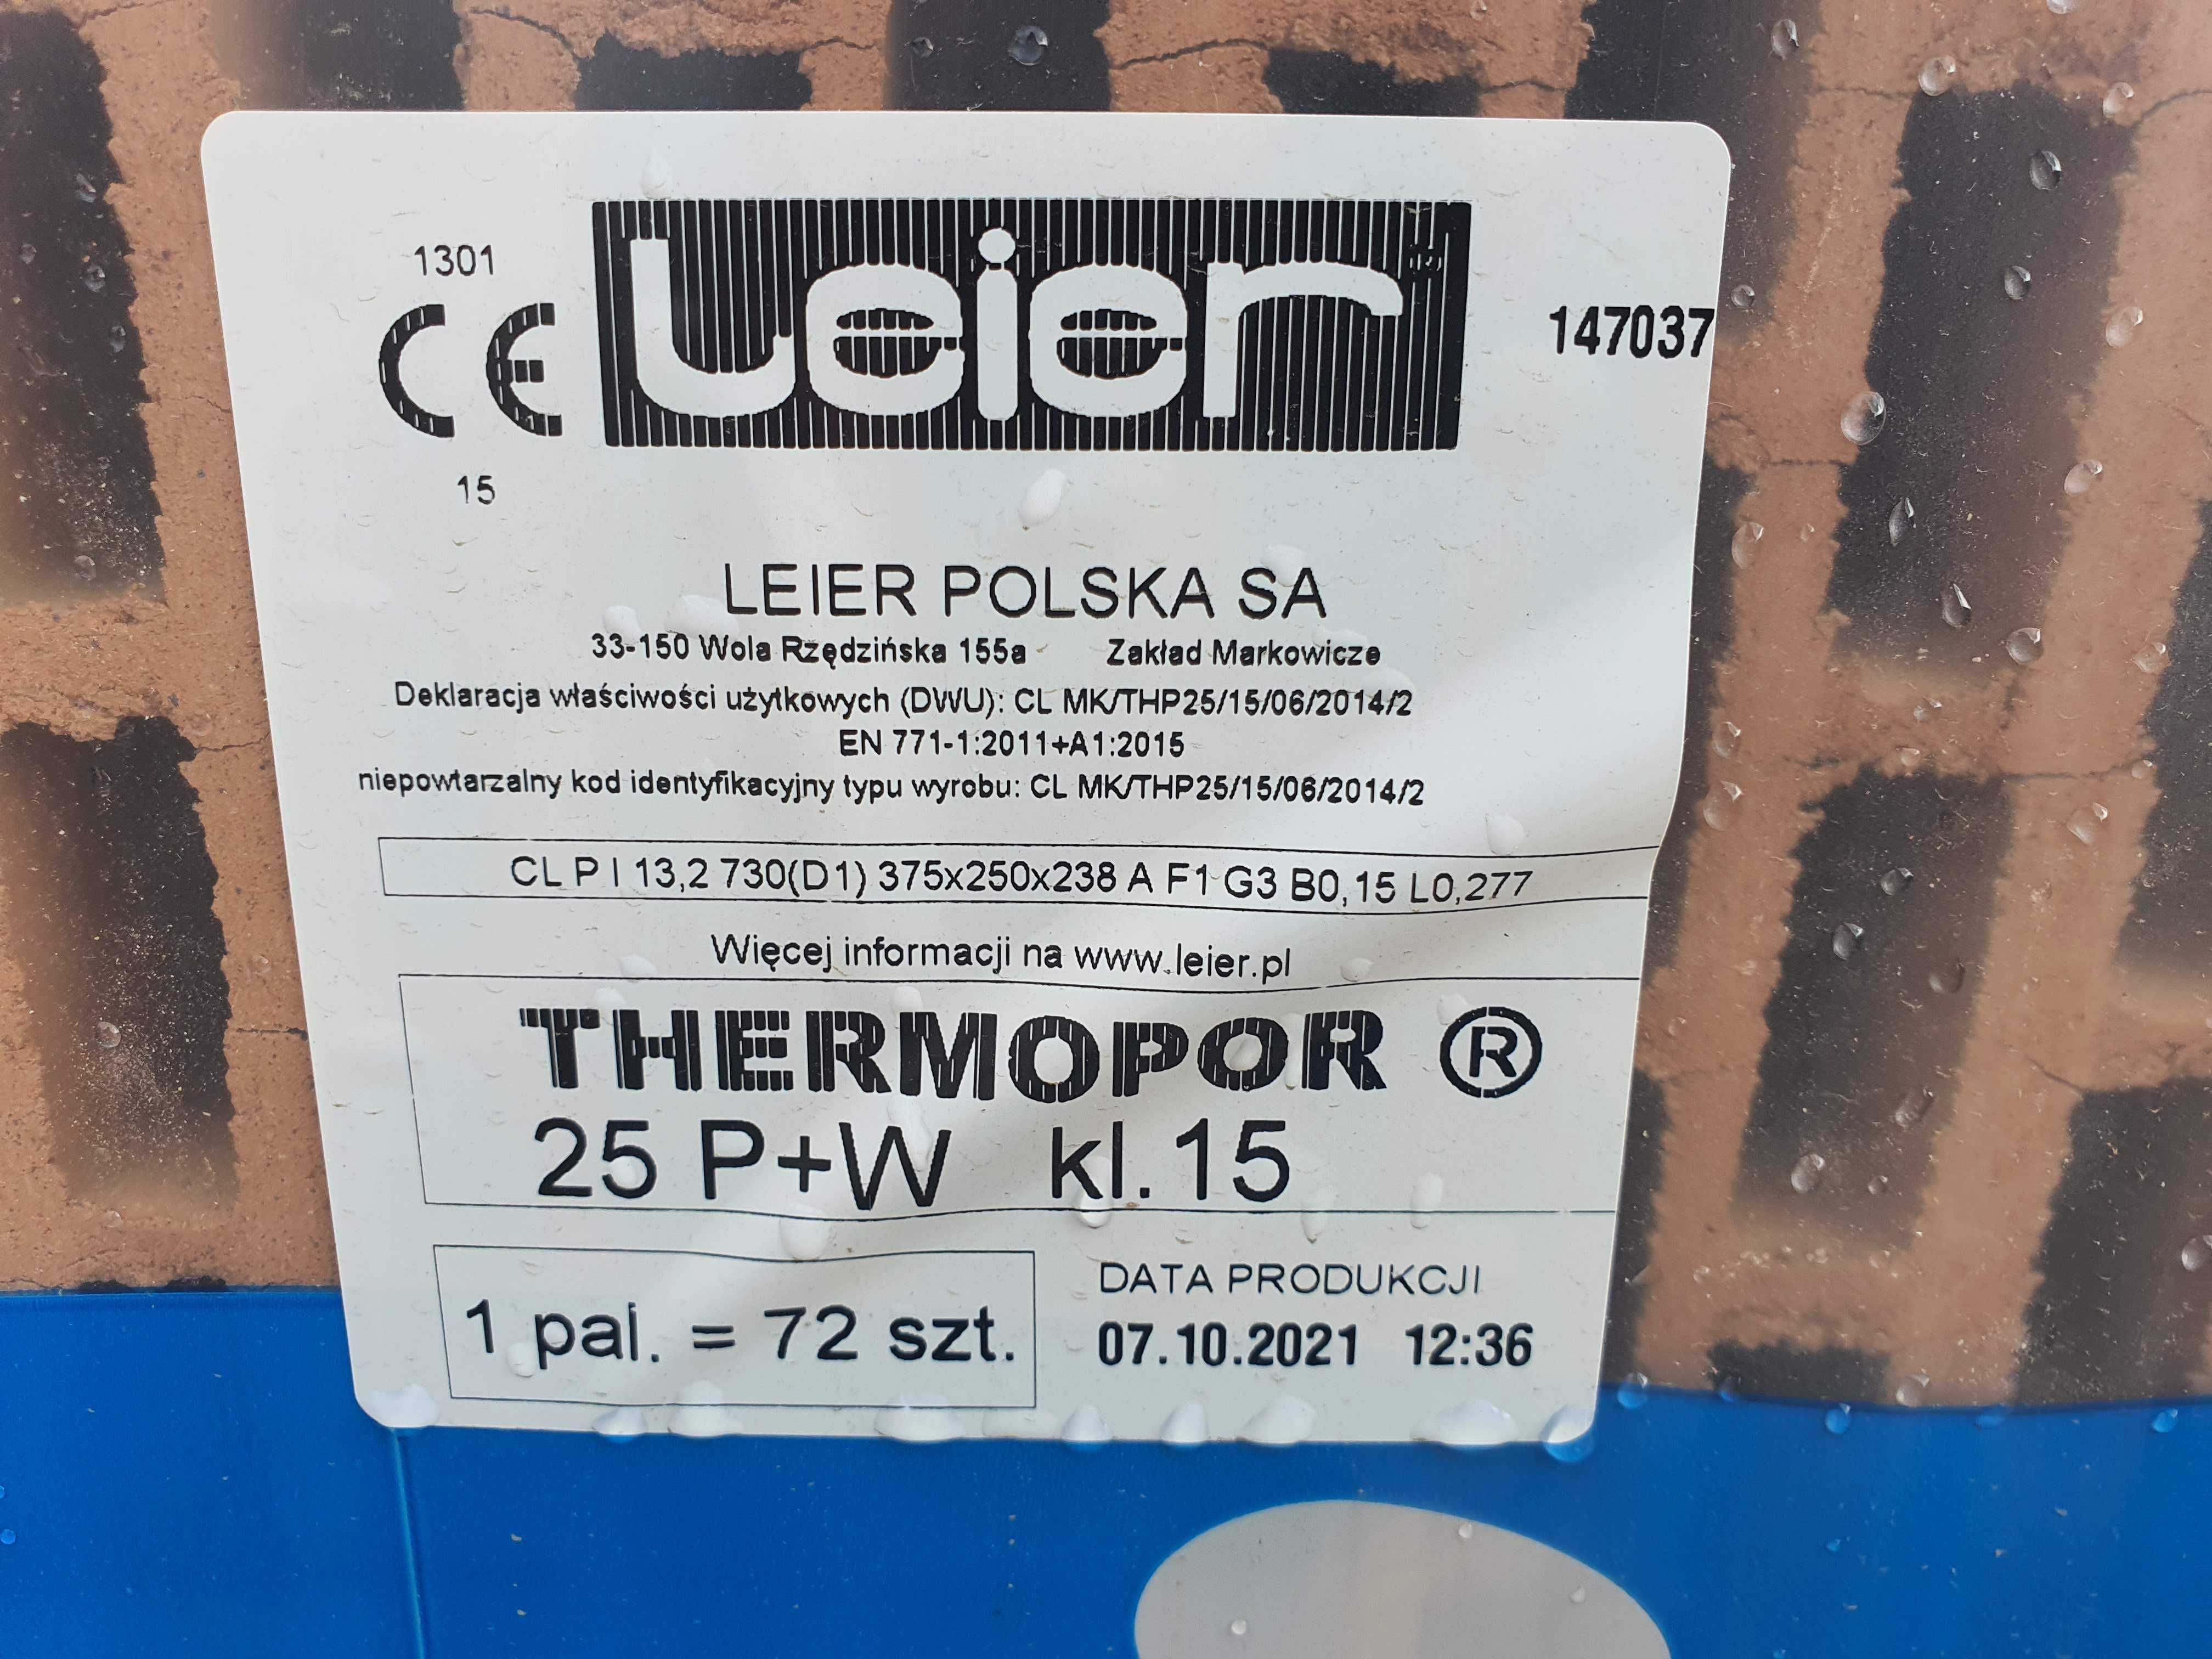 1301
CE
15
Leier
147037
LEIER POLSKA SA
33-150 Wola Rzędzińska 155a Zakład Markowicze
Deklaracja właściwości użytkowych (DWU): CL MK/THP25/15/06/2014/2
EN 771-1:2011+A1:2015
niepowtarzalny kod identyfikacyjny typu wyrobu: CL MK/THP25/15/06/2014/2
CL P I 13,2 730(D1) 375x250x238 A F1 G3 B0,15 L0,277
Więcej informacji na www.leier.pl
THERMOPOR ®
25 P+W kl.15
1 pal. = 72 szt.
DATA PRODUKCJI
07.10.2021 12:36